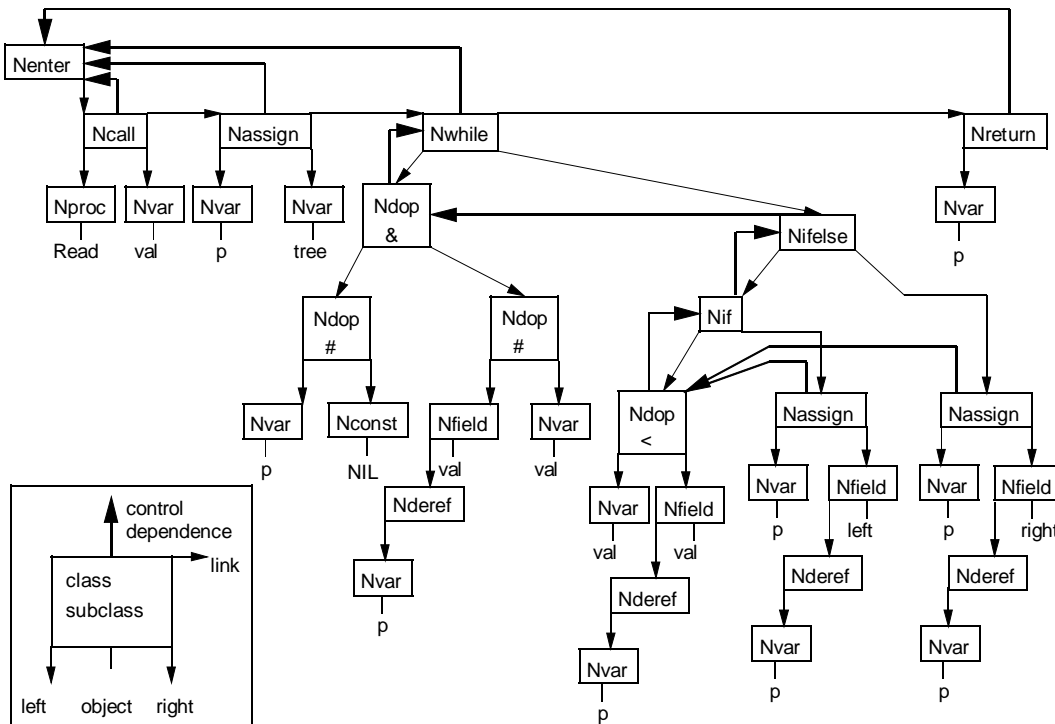 Nenter
Ncall Nassign Nwhile Nreturn
Nproc Nvar Nvar Nvar Ndop & Nvar
Read val p tree Nifelse p
Ndop # Ndop # Nif
Nvar Nconst Nfield Nvar Ndop < Nassign Nassign
p NIL val val
Nderef Nvar Nfield Nvar Nfield Nvar Nfield
val val p left p right
Nvar Nderef Nderef Nderef
p
Nvar Nvar Nvar
p p p
control
dependence
link
class
subclass
left object right